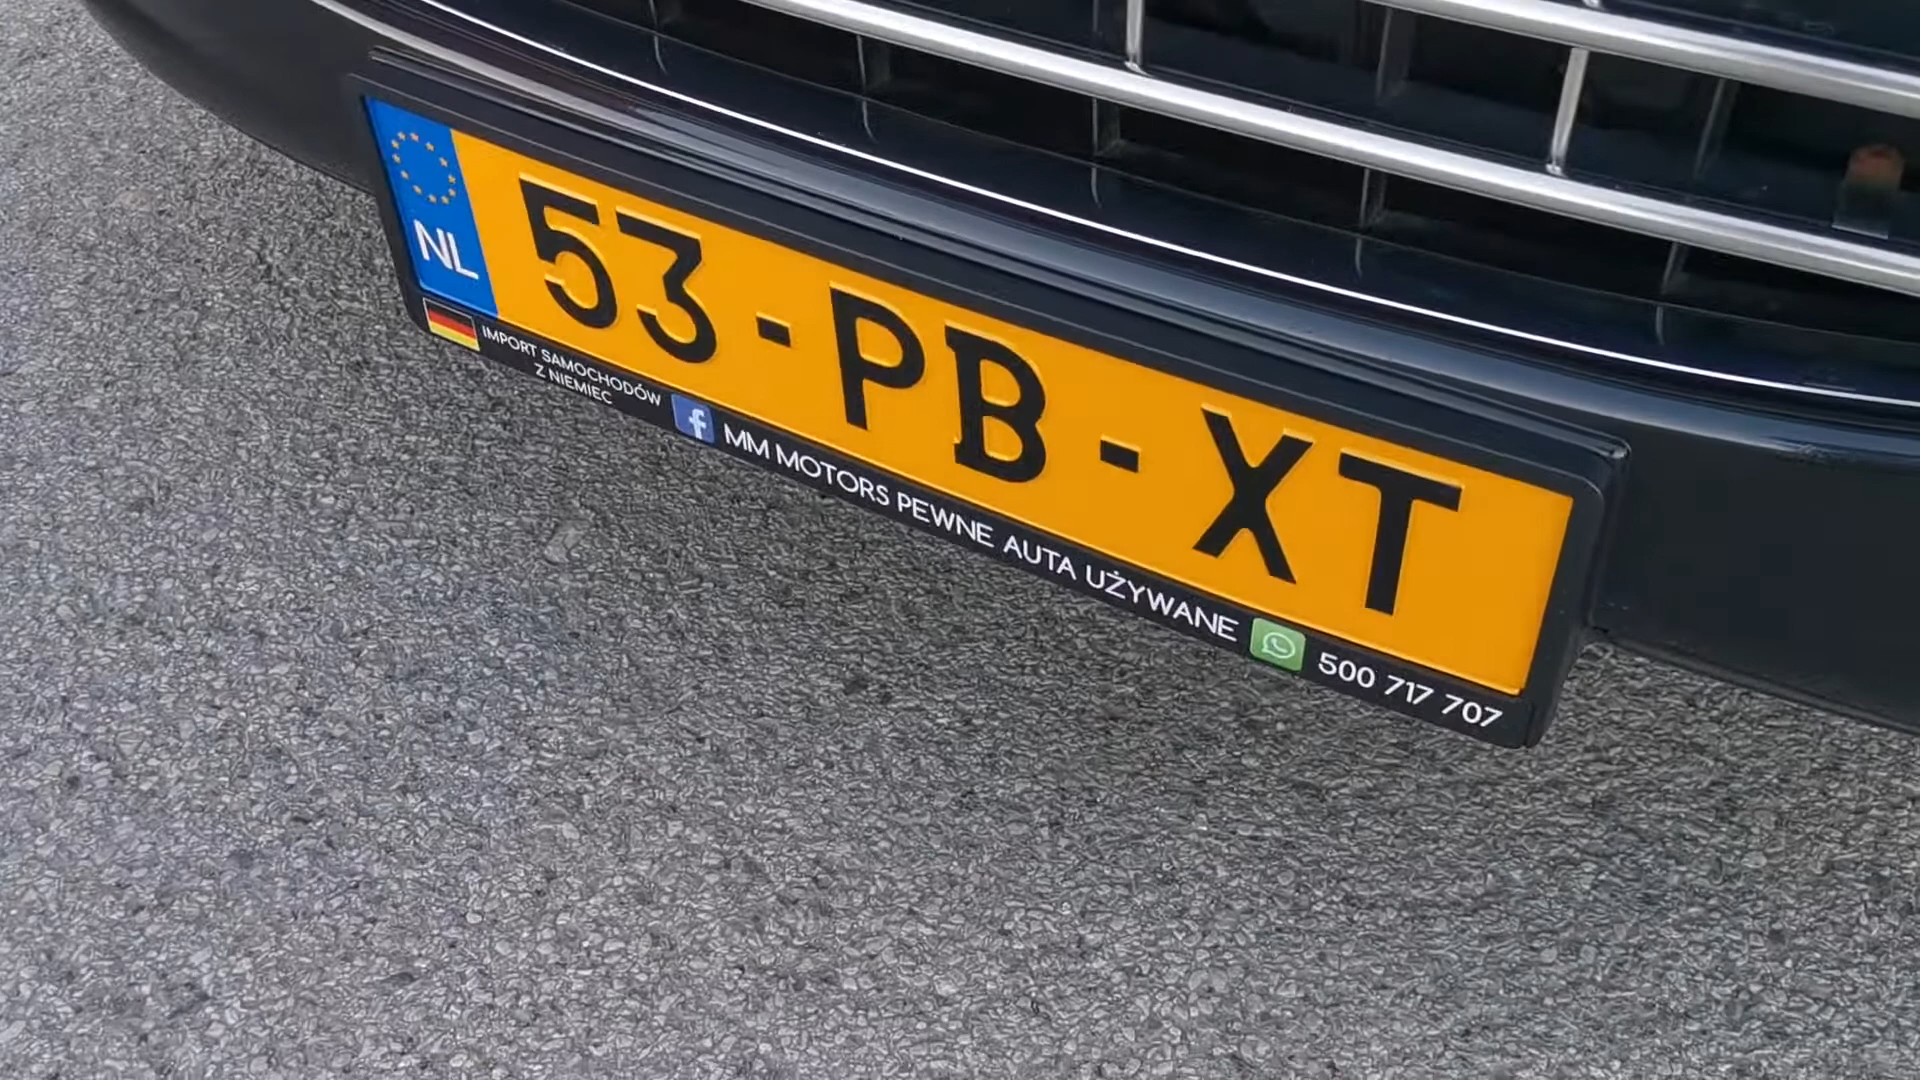 NL
53-PB-XT
IMPORT SAMOCHODÓW
Z NIEMIEC
MM MOTORS PEWNE AUTA UŻYWANE
500 717 707